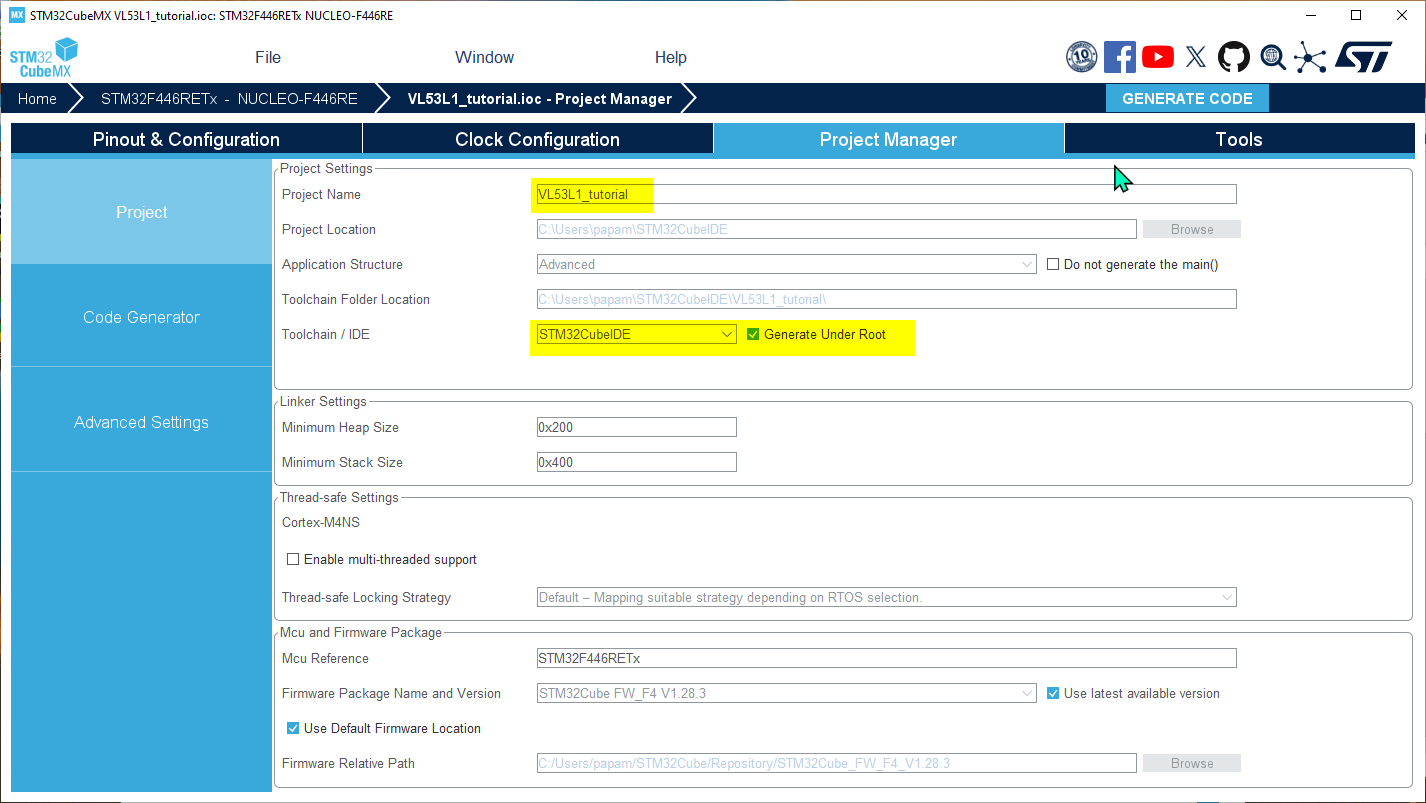 MX STM32CubeMX VL53L1_tutorial.ioc: STM32F446RETx NUCLEO-F446RE
STM32
CubeMX
File Window Help
10 YEARS
Home STM32F446RETx - NUCLEO-F446RE VL53L1_tutorial.ioc - Project Manager GENERATE CODE
Pinout & Configuration Clock Configuration Project Manager Tools
Project
Code Generator
Advanced Settings
Project Settings
Project Name VL53L1_tutorial
Project Location C:\Users\papam\STM32CubeIDE Browse
Application Structure Advanced Do not generate the main()
Toolchain Folder Location C:\Users\papam\STM32CubeIDE\VL53L1_tutorial\
Toolchain / IDE STM32CubeIDE Generate Under Root
Linker Settings
Minimum Heap Size 0x200
Minimum Stack Size 0x400
Thread-safe Settings
Cortex-M4NS
Enable multi-threaded support
Thread-safe Locking Strategy Default – Mapping suitable strategy depending on RTOS selection.
Mcu and Firmware Package
Mcu Reference STM32F446RETx
Firmware Package Name and Version STM32Cube FW_F4 V1.28.3 Use latest available version
Use Default Firmware Location
Firmware Relative Path C:/Users/papam/STM32Cube/Repository/STM32Cube_FW_F4_V1.28.3 Browse